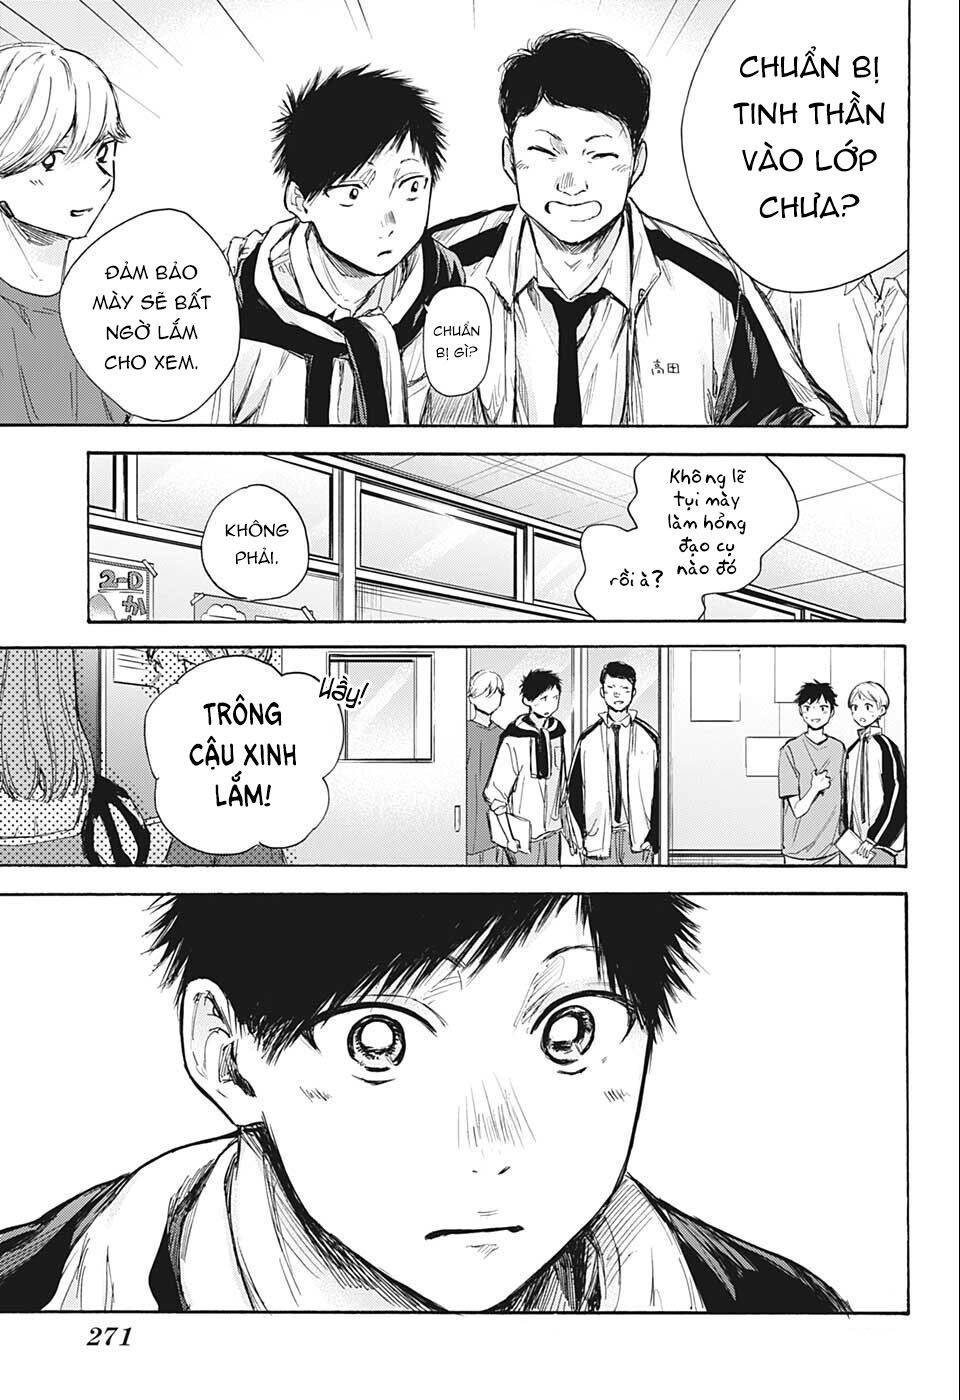 CHUẨN BỊ
TINH THẦN
VÀO LỚP
CHƯA?
高田
CHUẨN
BỊ GÌ?
ĐẢM BẢO
MÀY SẼ BẤT
NGỜ LẮM
CHO XEM.
Không lẽ
tụi mày
làm hỏng
đạo cụ
nào đó
rồi à?
KHÔNG
PHẢI.
2-D
か
Uầy!
TRÔNG
CẬU XINH
LẮM!
271